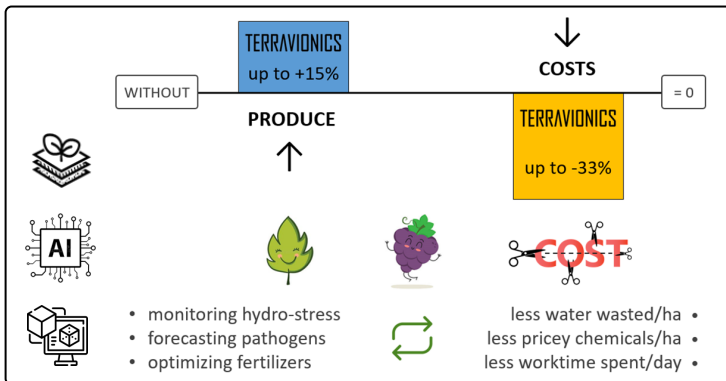 TERRAVIONICS
up to +15%
COSTS
WITHOUT
= 0
PRODUCE
TERRAVIONICS
up to -33%
AI
COST
• monitoring hydro-stress
• forecasting pathogens
• optimizing fertilizers
less water wasted/ha •
less pricey chemicals/ha •
less worktime spent/day •